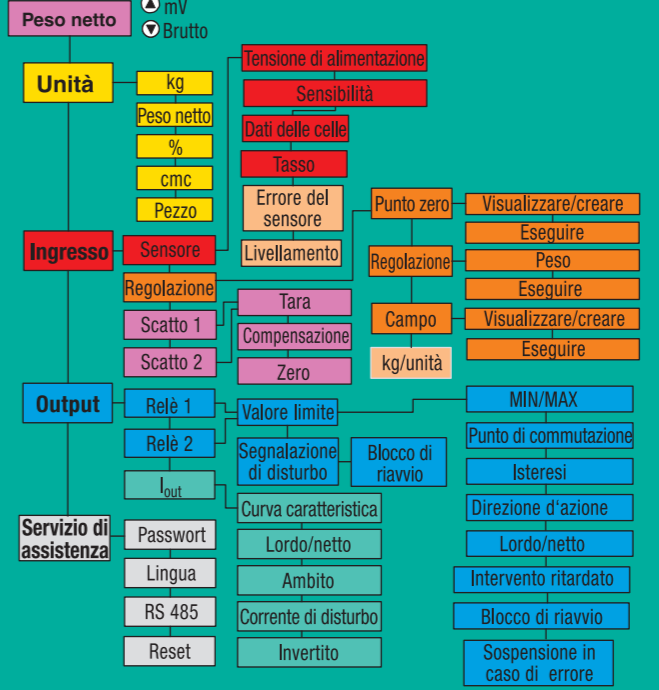 Peso netto
mV
Brutto
Unità
kg
Peso netto
%
cmc
Pezzo
Tensione di alimentazione
Sensibilità
Dati delle celle
Tasso
Errore del
sensore
Livellamento
Ingresso
Sensore
Regolazione
Scatto 1
Scatto 2
Tara
Compensazione
Zero
Punto zero
Visualizzare/creare
Eseguire
Regolazione
Peso
Eseguire
Campo
Visualizzare/creare
Eseguire
kg/unità
Output
Relè 1
Relè 2
Iout
Valore limite
Segnalazione
di disturbo
Blocco di
riavvio
MIN/MAX
Punto di commutazione
Isteresi
Direzione d'azione
Lordo/netto
Intervento ritardato
Blocco di riavvio
Sospensione in
caso di errore
Curva caratteristica
Lordo/netto
Ambito
Corrente di disturbo
Invertito
Servizio di
assistenza
Passwort
Lingua
RS 485
Reset